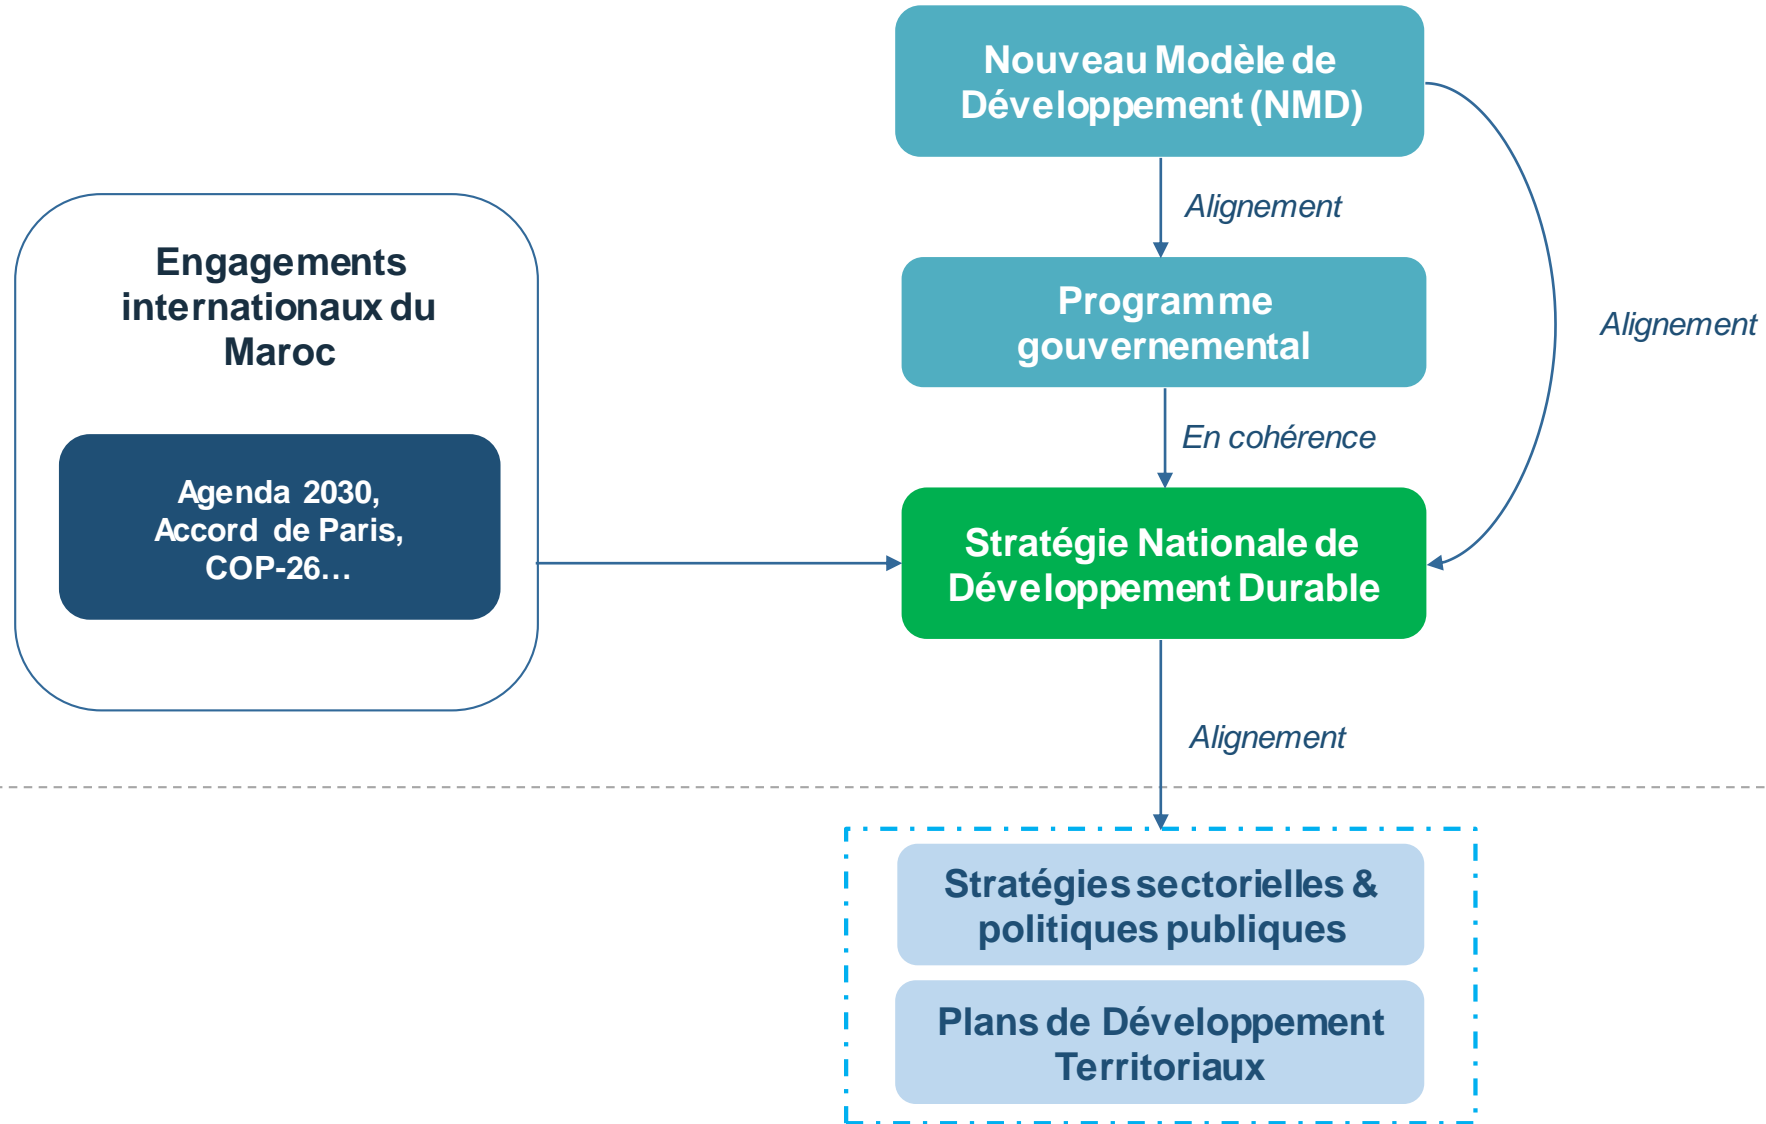 Nouveau Modèle de
Développement (NMD)
Alignement
Engagements
internationaux du
Maroc
Programme
gouvernemental
Alignement
En cohérence
Agenda 2030,
Accord de Paris,
COP-26…
Stratégie Nationale de
Développement Durable
Alignement
Stratégies sectorielles &
politiques publiques
Plans de Développement
Territoriaux